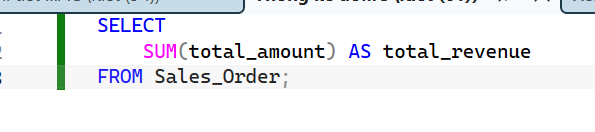 SELECT
SUM(total_amount) AS total_revenue
FROM Sales_Order;